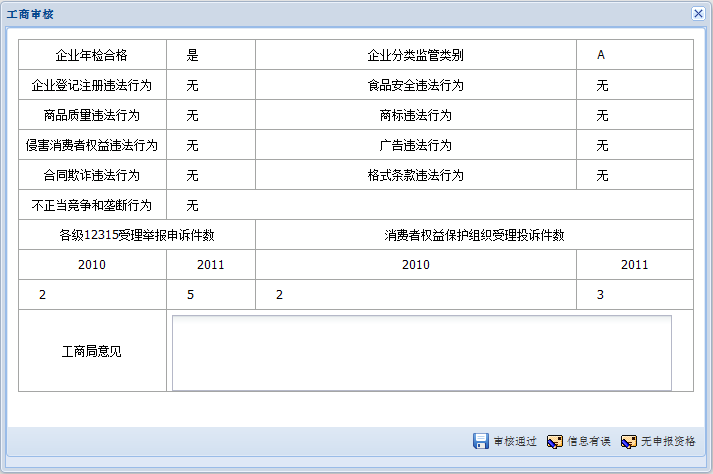 工商审核
企业年检合格 是 企业分类监管类别 A
企业登记注册违法行为 无 食品安全违法行为 无
商品质量违法行为 无 商标违法行为 无
侵害消费者权益违法行为 无 广告违法行为 无
合同欺诈违法行为 无 格式条款违法行为 无
不正当竞争和垄断行为 无
各级12315受理举报申诉件数 消费者权益保护组织受理投诉件数
2010 2011 2010 2011
2 5 2 3
工商局意见
审核通过 信息有误 无申报资格